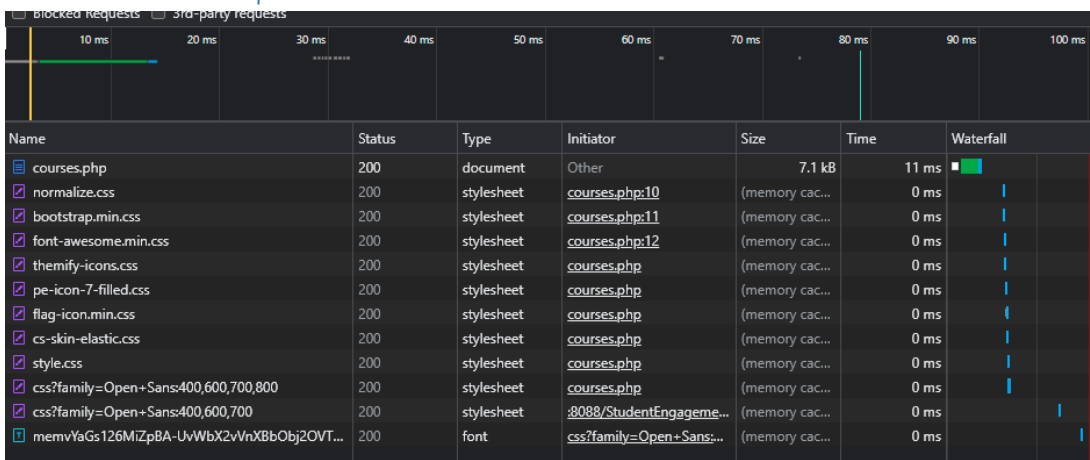 Blocked Requests 3rd-party requests
10 ms 20 ms 30 ms 40 ms 50 ms 60 ms 70 ms 80 ms 90 ms 100 ms
Name Status Type Initiator Size Time Waterfall
courses.php 200 document Other 7.1 kB 11 ms
normalize.css 200 stylesheet courses.php:10 (memory cac... 0 ms
bootstrap.min.css 200 stylesheet courses.php:11 (memory cac... 0 ms
font-awesome.min.css 200 stylesheet courses.php:12 (memory cac... 0 ms
themify-icons.css 200 stylesheet courses.php (memory cac... 0 ms
pe-icon-7-filled.css 200 stylesheet courses.php (memory cac... 0 ms
flag-icon.min.css 200 stylesheet courses.php (memory cac... 0 ms
cs-skin-elastic.css 200 stylesheet courses.php (memory cac... 0 ms
style.css 200 stylesheet courses.php (memory cac... 0 ms
css?family=Open+Sans:400,600,700,800 200 stylesheet courses.php (memory cac... 0 ms
css?family=Open+Sans:400,600,700 200 stylesheet :8088/StudentEngageme... (memory cac... 0 ms
memvYaGs126MiZpBA-UvWbX2vVnXBbObj2OVT... 200 font css?family=Open+Sans:... (memory cac... 0 ms